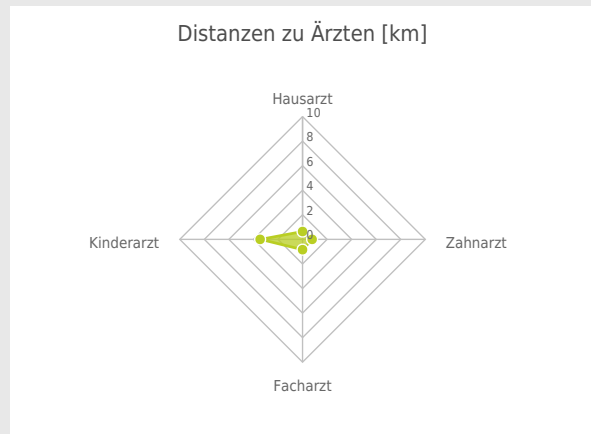 Distanzen zu Ärzten [km]
Hausarzt
10
8
6
4
2
0
Kinderarzt
Zahnarzt
Facharzt